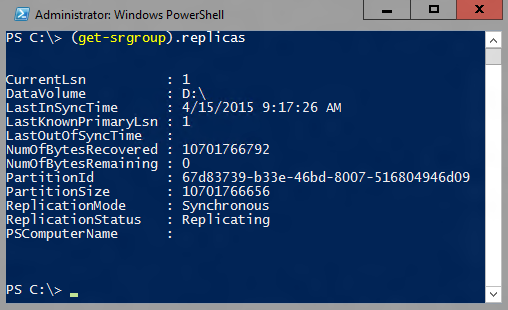 Administrator: Windows PowerShell
PS C:\> (get-srgroup).replicas
CurrentLsn : 1
DataVolume : D:\
LastInSyncTime : 4/15/2015 9:17:26 AM
LastKnownPrimaryLsn : 1
LastOutOfSyncTime :
NumOfBytesRecovered : 10701766792
NumOfBytesRemaining : 0
PartitionId : 67d83739-b33e-46bd-8007-516804946d09
PartitionSize : 10701766656
ReplicationMode : Synchronous
ReplicationStatus : Replicating
PSComputerName :
PS C:\>